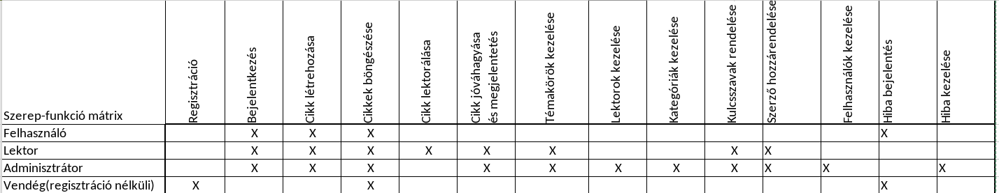 Szerep-funkció mátrix
Regisztráció
Bejelentkezés
Cikk létrehozása
Cikkek böngészése
Cikk lektorálása
Cikk jóváhagyása
és megjelentetés
Témakörök kezelése
Lektorok kezelése
Kategóriák kezelése
Kulcsszavak rendelése
Szerző hozzárendelése
Felhasználók kezelése
Hiba bejelentés
Hiba kezelése
Felhasználó X X X X
Lektor X X X X X X X X
Adminisztrátor X X X X X X X X X X X
Vendég(regisztráció nélküli) X X X